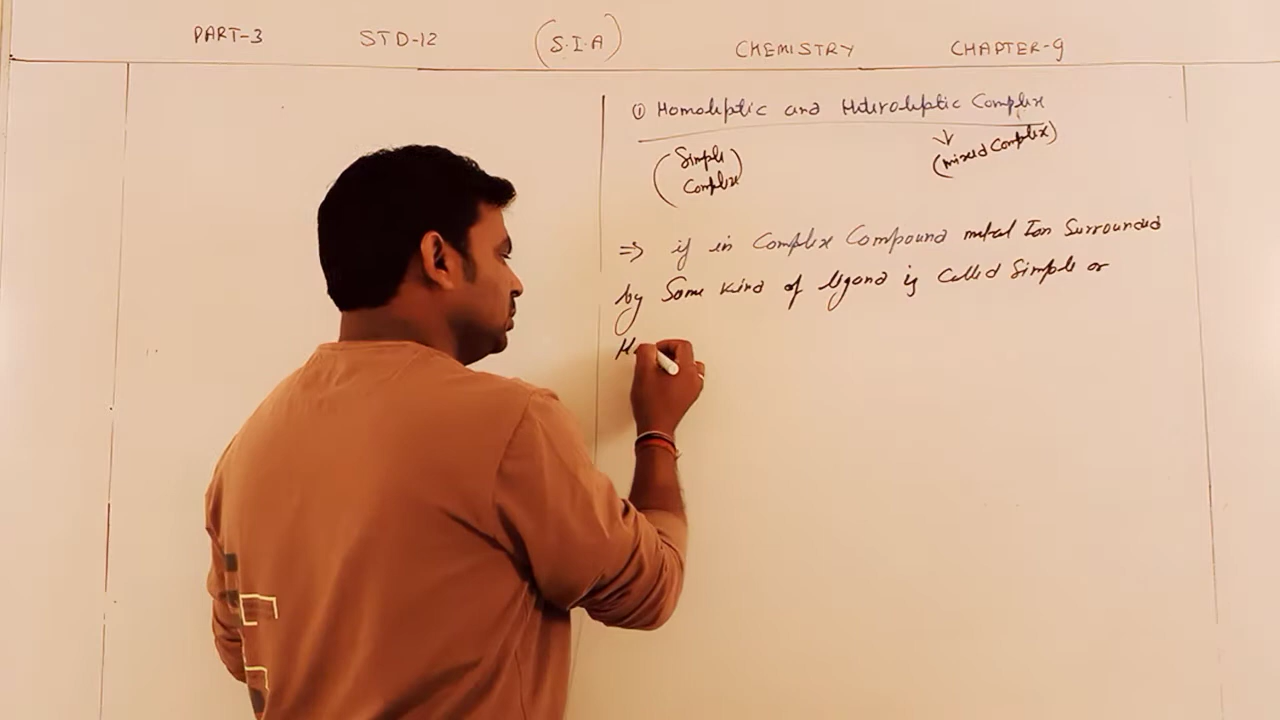 PART-3 STD-12 (S.I.A) CHEMISTRY CHAPTER-9
① Homoleptic and Heteroleptic Complex
(Simple Complex)
(mixed Complex)
⇒ if in Complex Compound metal Ion Surrounded
by Same kind of ligand is called Simple or